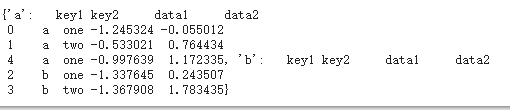 {'a':   key1 key2     data1     data2
0    a  one -1.245324 -0.055012
1    a  two -0.533021  0.764434
4    a  one -0.997639  1.172335, 'b':   key1 key2     data1     data2
2    b  one -1.337645  0.243507
3    b  two -1.367908  1.783435}